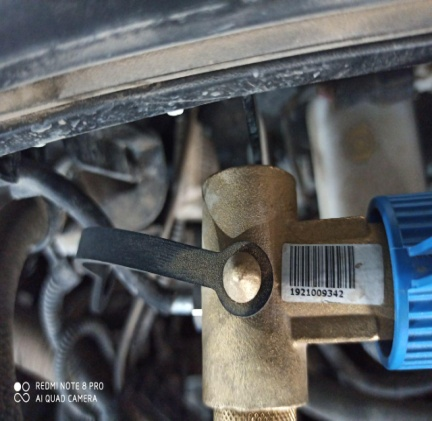 1921009342
REDMI NOTE 8 PRO
AI QUAD CAMERA